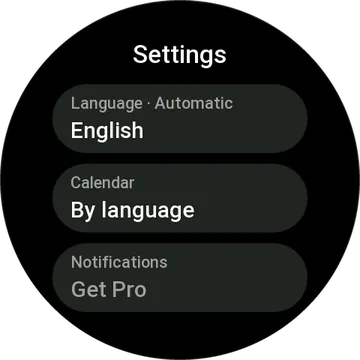 Settings
Language · Automatic
English
Calendar
By language
Notifications
Get Pro